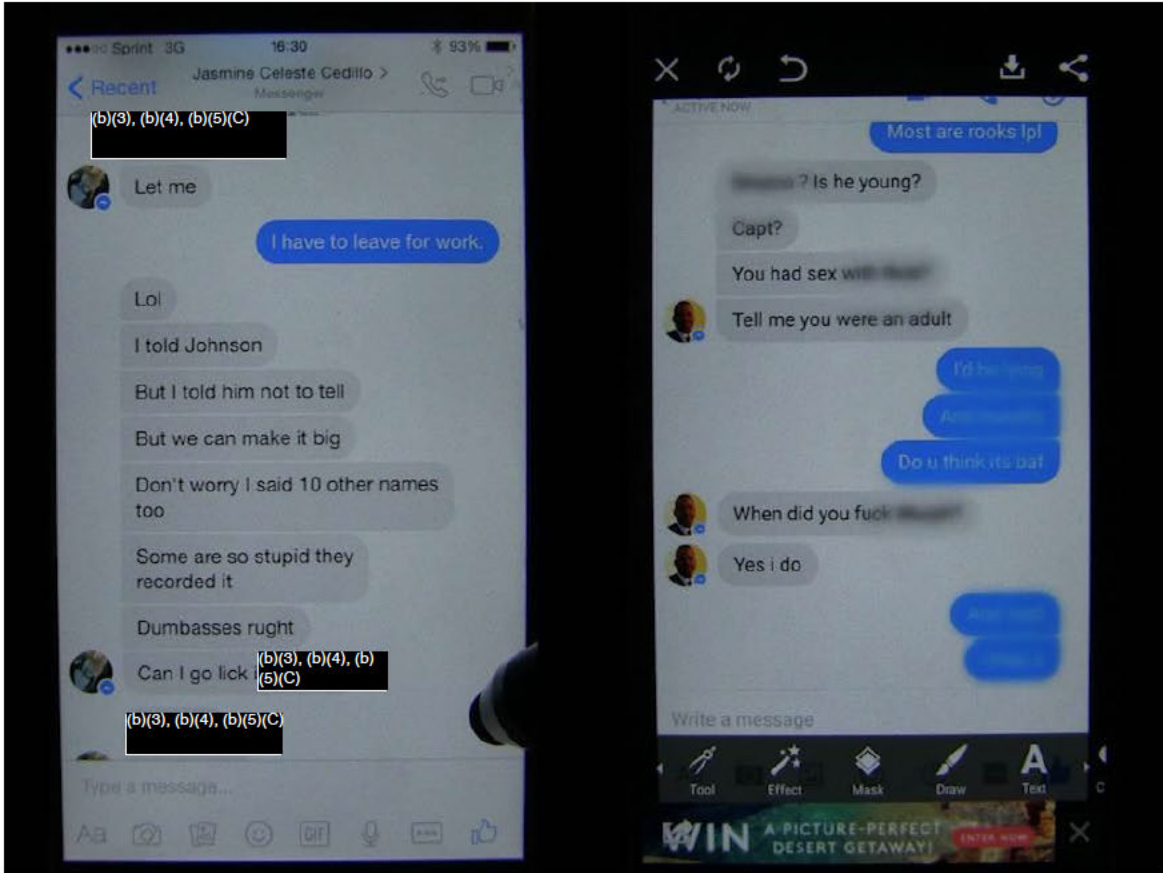 Sprint 3G 16:30 93%
Recent
Jasmine Celeste Cedillo >
Messenger
(b)(3), (b)(4), (b)(5)(C)
Let me
I have to leave for work.
Lol
I told Johnson
But I told him not to tell
But we can make it big
Don't worry I said 10 other names
too
Some are so stupid they
recorded it
Dumbasses rught
Can I go lick
(b)(3), (b)(4), (b)
(5)(C)
(b)(3), (b)(4), (b)(5)(C)
Type a message...
Aa GIF
ACTIVE NOW
Most are rooks lpl
? Is he young?
Capt?
You had sex
Tell me you were an adult
Do u think its bat
When did you fuck
Yes i do
Write a message
Tool Effect Mask Draw Text C
WIN A PICTURE-PERFECT
DESERT GETAWAY!
ENTER NOW